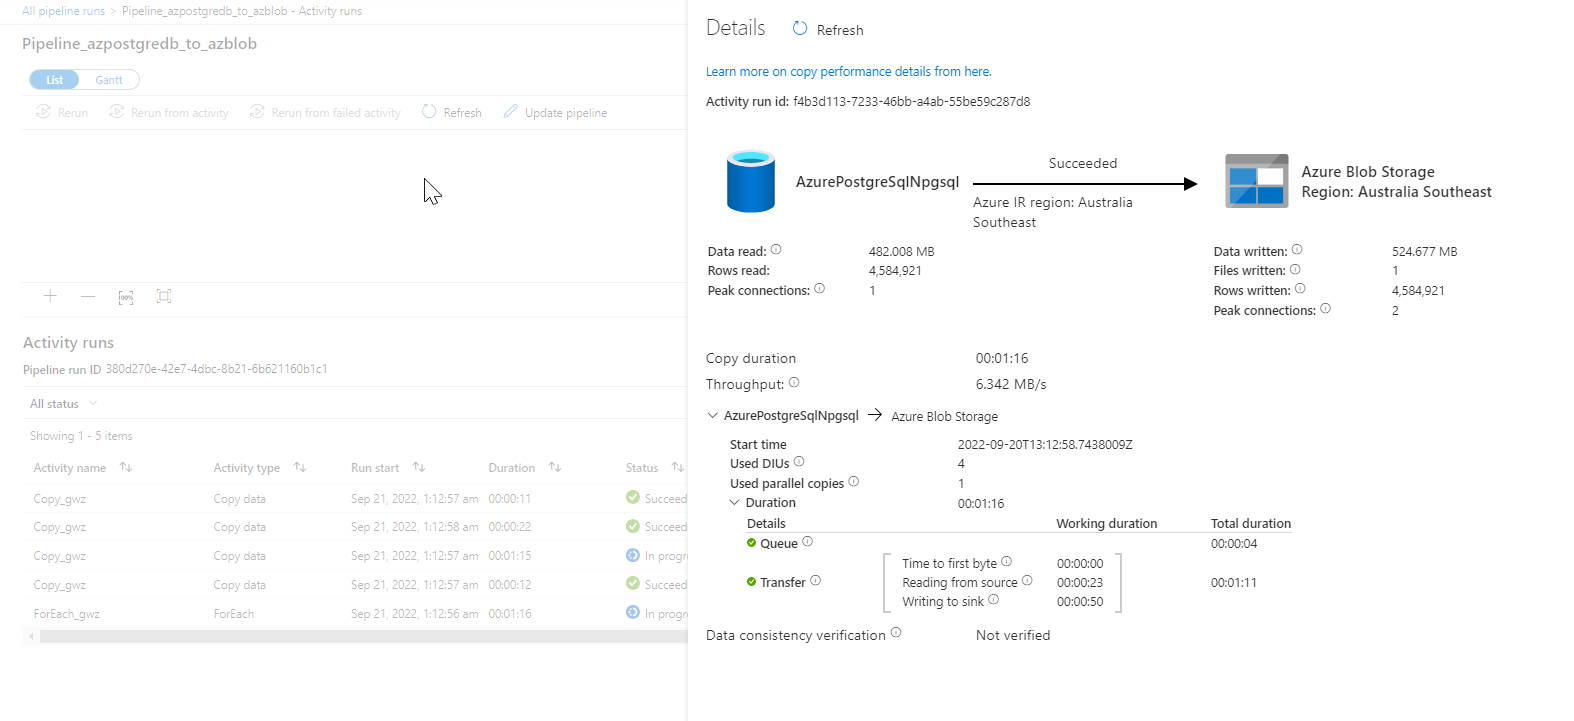 All pipeline runs > Pipeline_azpostgredb_to_azblob - Activity runs
Pipeline_azpostgredb_to_azblob
List Gantt
Rerun Rerun from activity Rerun from failed activity Refresh Update pipeline
100%
Activity runs
Pipeline run ID 380d270e-42e7-4dbc-8b21-6b621160b1c1
All status
Showing 1 - 5 items
Activity name Activity type Run start Duration Status
Copy_gwz Copy data Sep 21, 2022, 1:12:57 am 00:00:11 Succeed
Copy_gwz Copy data Sep 21, 2022, 1:12:58 am 00:00:22 Succeed
Copy_gwz Copy data Sep 21, 2022, 1:12:57 am 00:01:15 In progr
Copy_gwz Copy data Sep 21, 2022, 1:12:57 am 00:00:12 Succeed
ForEach_gwz ForEach Sep 21, 2022, 1:12:56 am 00:01:16 In progr
Details Refresh
Learn more on copy performance details from here.
Activity run id: f4b3d113-7233-46bb-a4ab-55be59c287d8
AzurePostgreSqlNpgsql
Succeeded
Azure IR region: Australia
Southeast
Azure Blob Storage
Region: Australia Southeast
Data read: 482.008 MB
Rows read: 4,584,921
Peak connections: 1
Data written: 524.677 MB
Files written: 1
Rows written: 4,584,921
Peak connections: 2
Copy duration 00:01:16
Throughput: 6.342 MB/s
AzurePostgreSqlNpgsql → Azure Blob Storage
Start time 2022-09-20T13:12:58.7438009Z
Used DIUs 4
Used parallel copies 1
Duration 00:01:16
Details Working duration Total duration
Queue 00:00:04
Time to first byte 00:00:00
Transfer Reading from source 00:00:23 00:01:11
Writing to sink 00:00:50
Data consistency verification Not verified